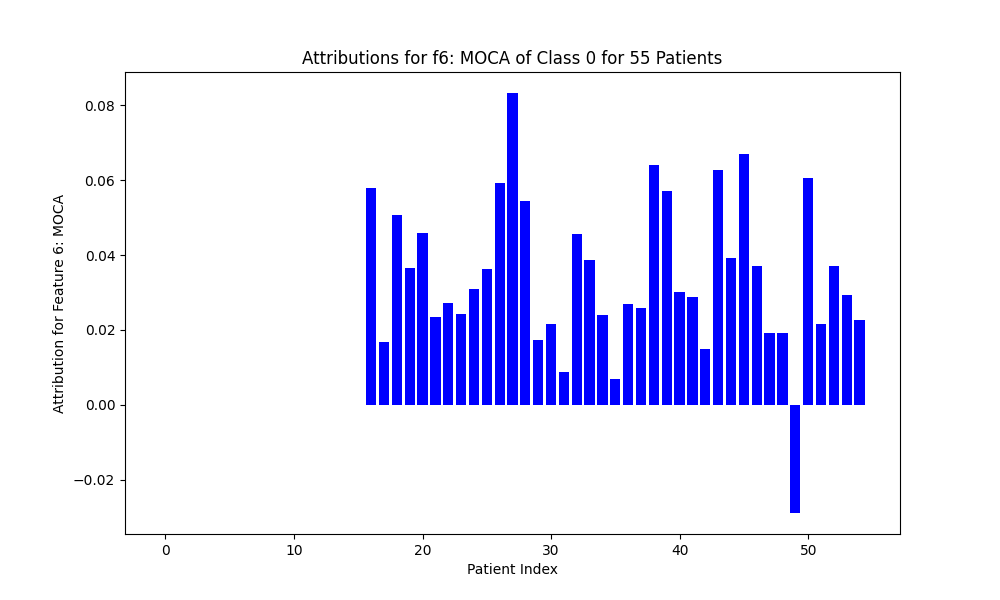 Attributions for f6: MOCA of Class 0 for 55 Patients
Attribution for Feature 6: MOCA
0.08
0.06
0.04
0.02
0.00
−0.02
0 10 20 30 40 50
Patient Index